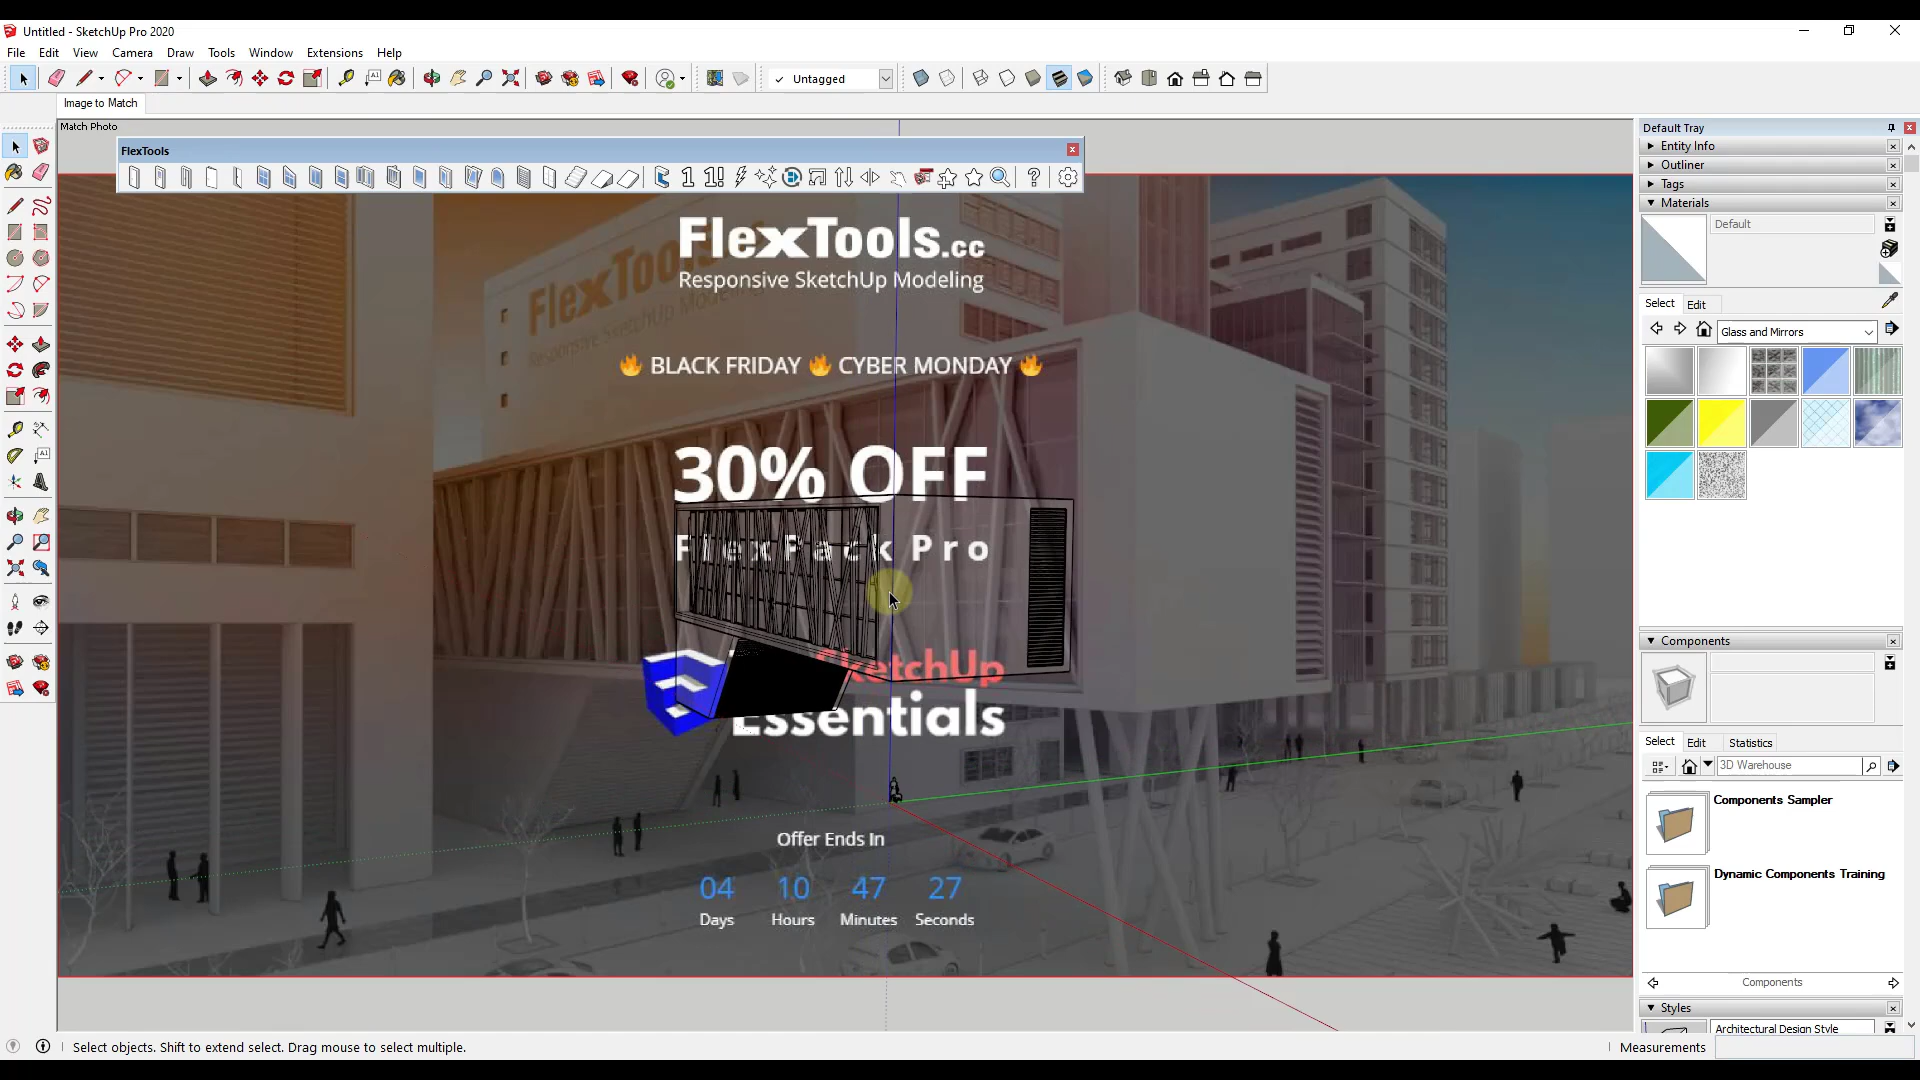 Untitled - SketchUp Pro 2020
File Edit View Camera Draw Tools Window Extensions Help
Untagged
Image to Match
Match Photo
FlexTools
1 1!
FlexTools.cc
Responsive SketchUp Modeling
FlexTools
BLACK FRIDAY CYBER MONDAY
30% OFF
FlexPack Pro
SketchUp
Essentials
Offer Ends In
04 10 47 27
Days Hours Minutes Seconds
Default Tray
Entity Info
Outliner
Tags
Materials
Default
Select Edit
Glass and Mirrors
Components
Select Edit Statistics
3D Warehouse
Components Sampler
Dynamic Components Training
Components
Styles
Architectural Design Style
Select objects. Shift to extend select. Drag mouse to select multiple.
Measurements